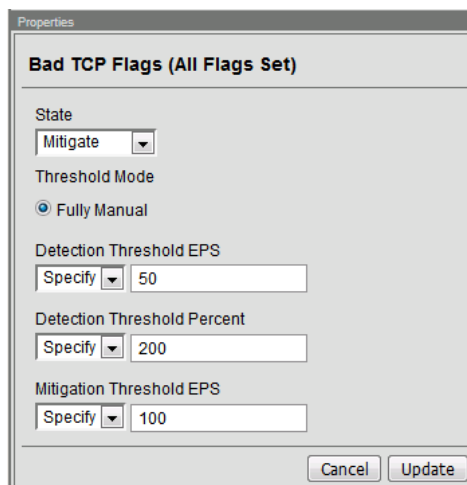 Properties
Bad TCP Flags (All Flags Set)
State
Mitigate
Threshold Mode
Fully Manual
Detection Threshold EPS
Specify 50
Detection Threshold Percent
Specify 200
Mitigation Threshold EPS
Specify 100
Cancel Update